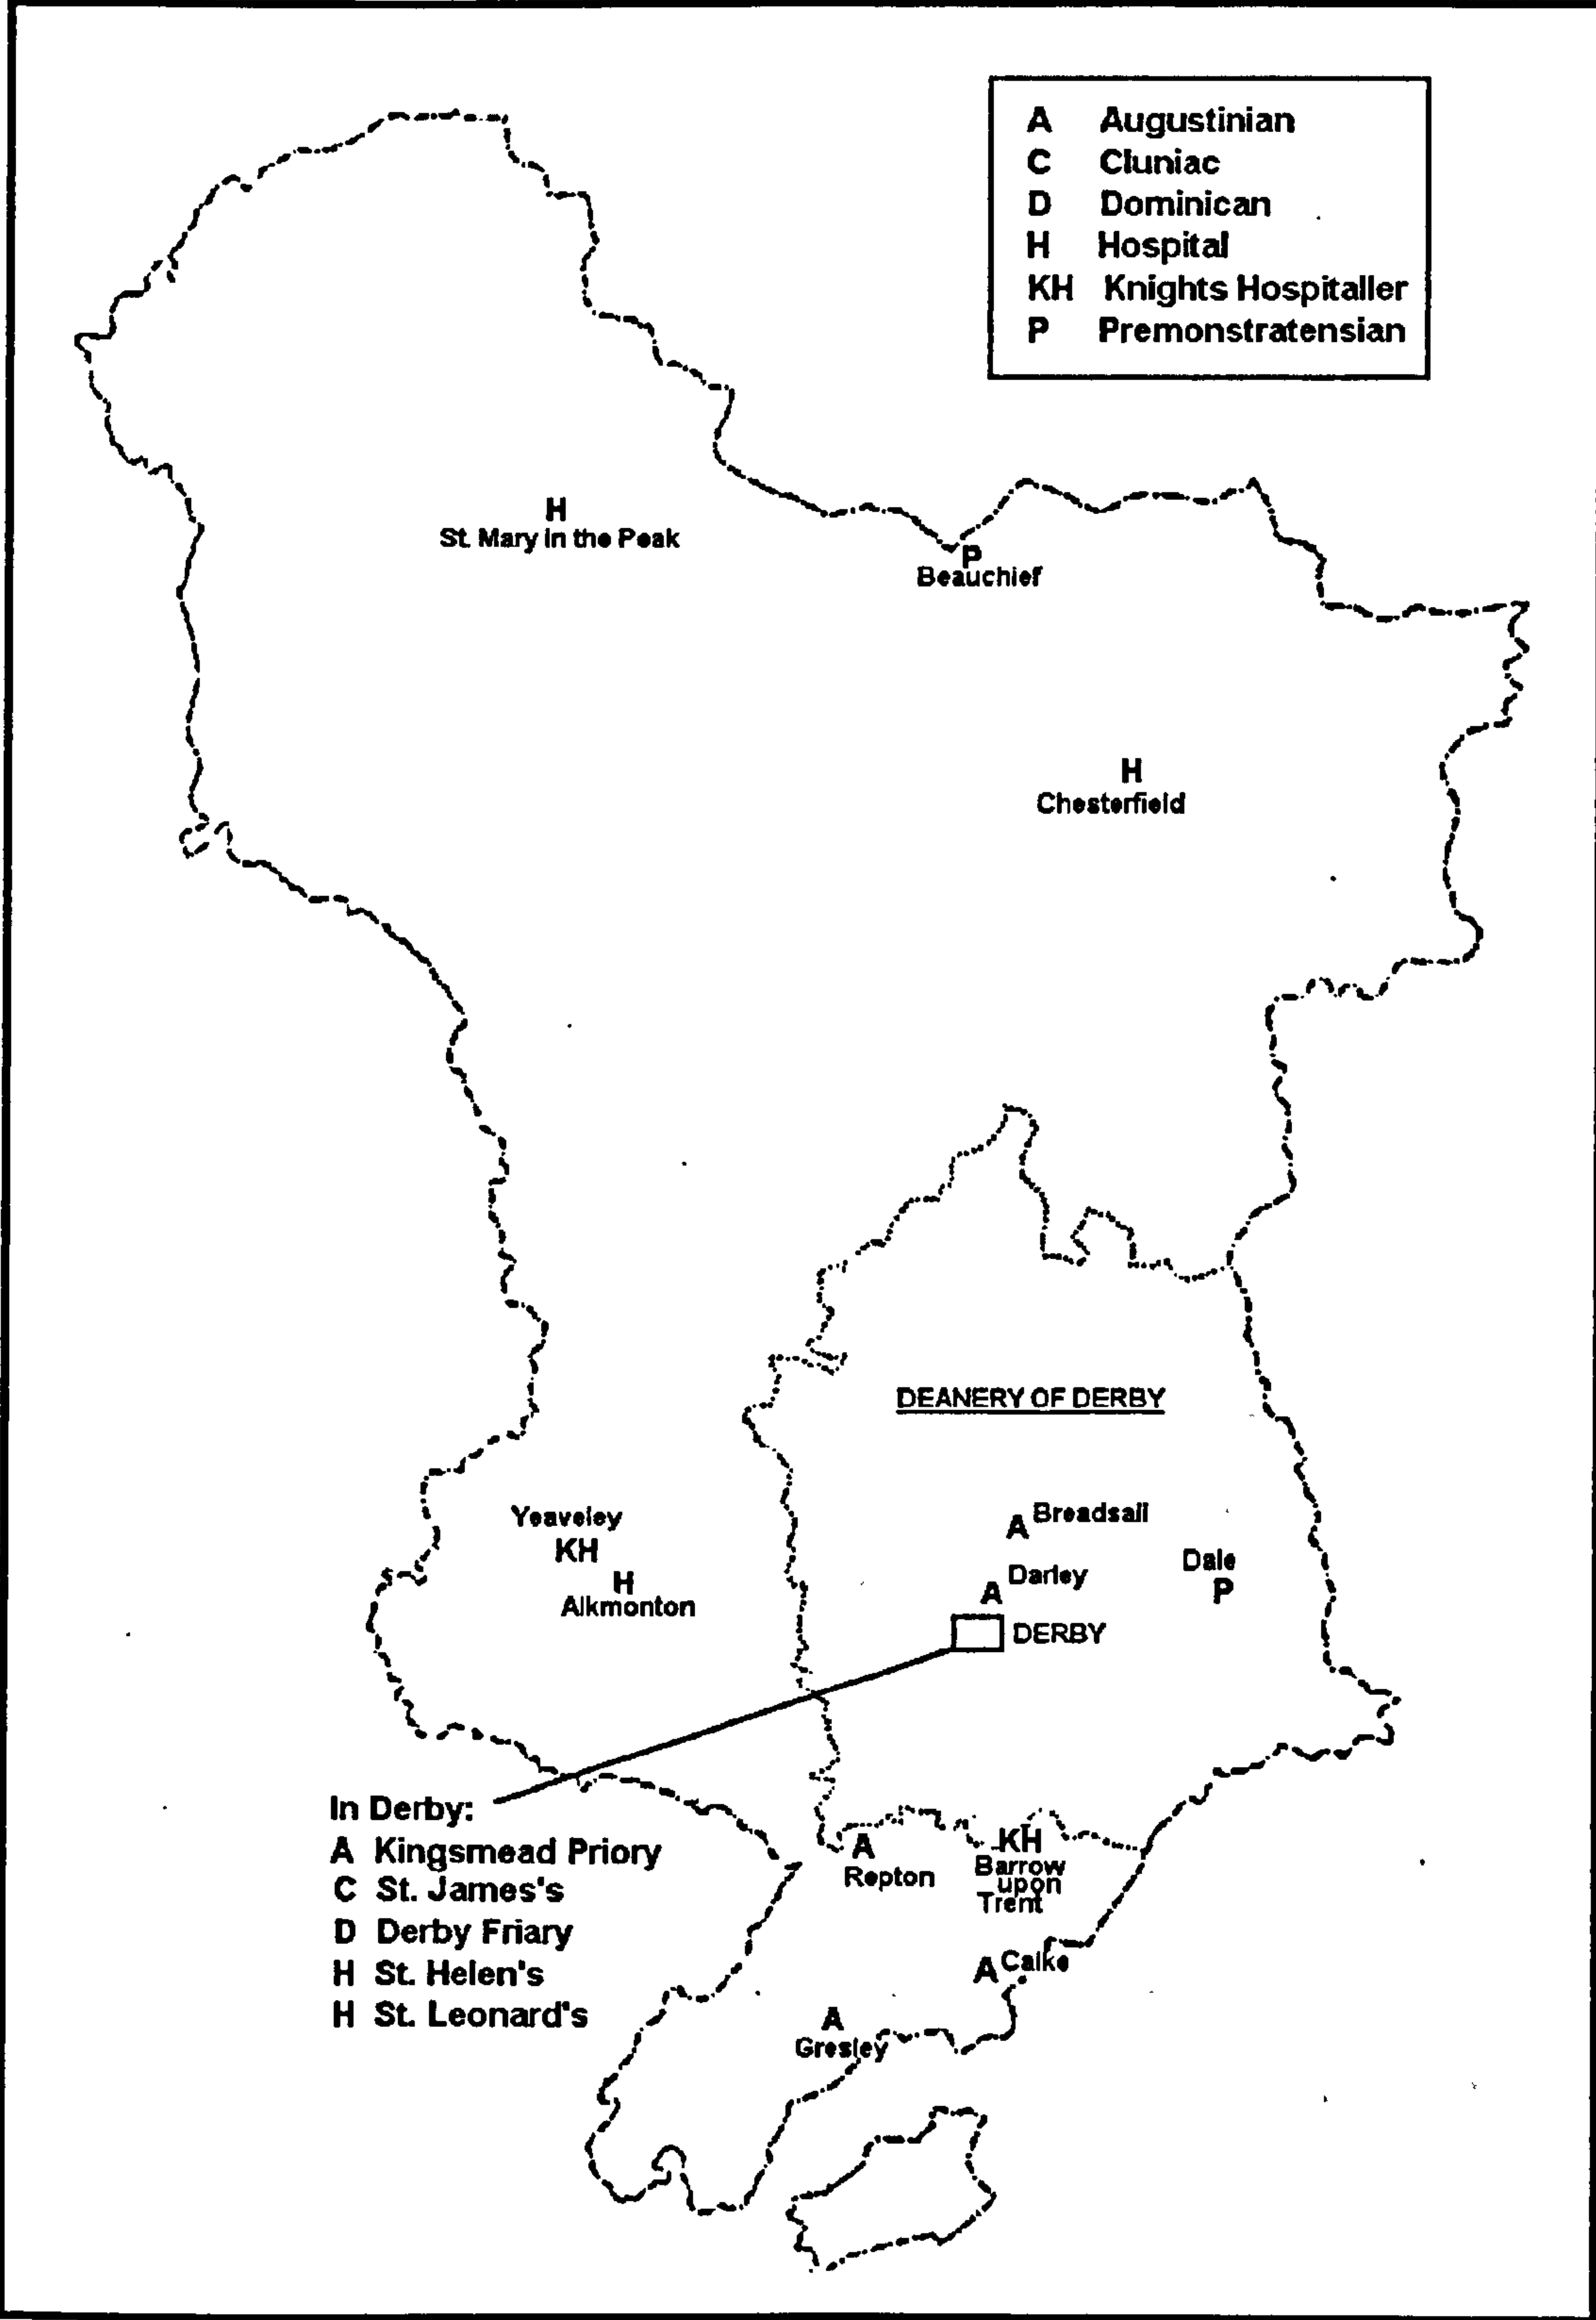 A Augustinian
C Cluniac
D Dominican
H Hospital
KH Knights Hospitaller
P Premonstratensian
H
St. Mary in the Peak
P
Beauchief
H
Chesterfield
DEANERY OF DERBY
Yeaveley
KH
H
Alkmonton
A Breadsall
Dale
P
A Darley
DERBY
In Derby:
A Kingsmead Priory
C St. James's
D Derby Friary
H St. Helen's
H St. Leonard's
A
Repton
KH
Barrow
upon
Trent
A Calke
A
Gresley